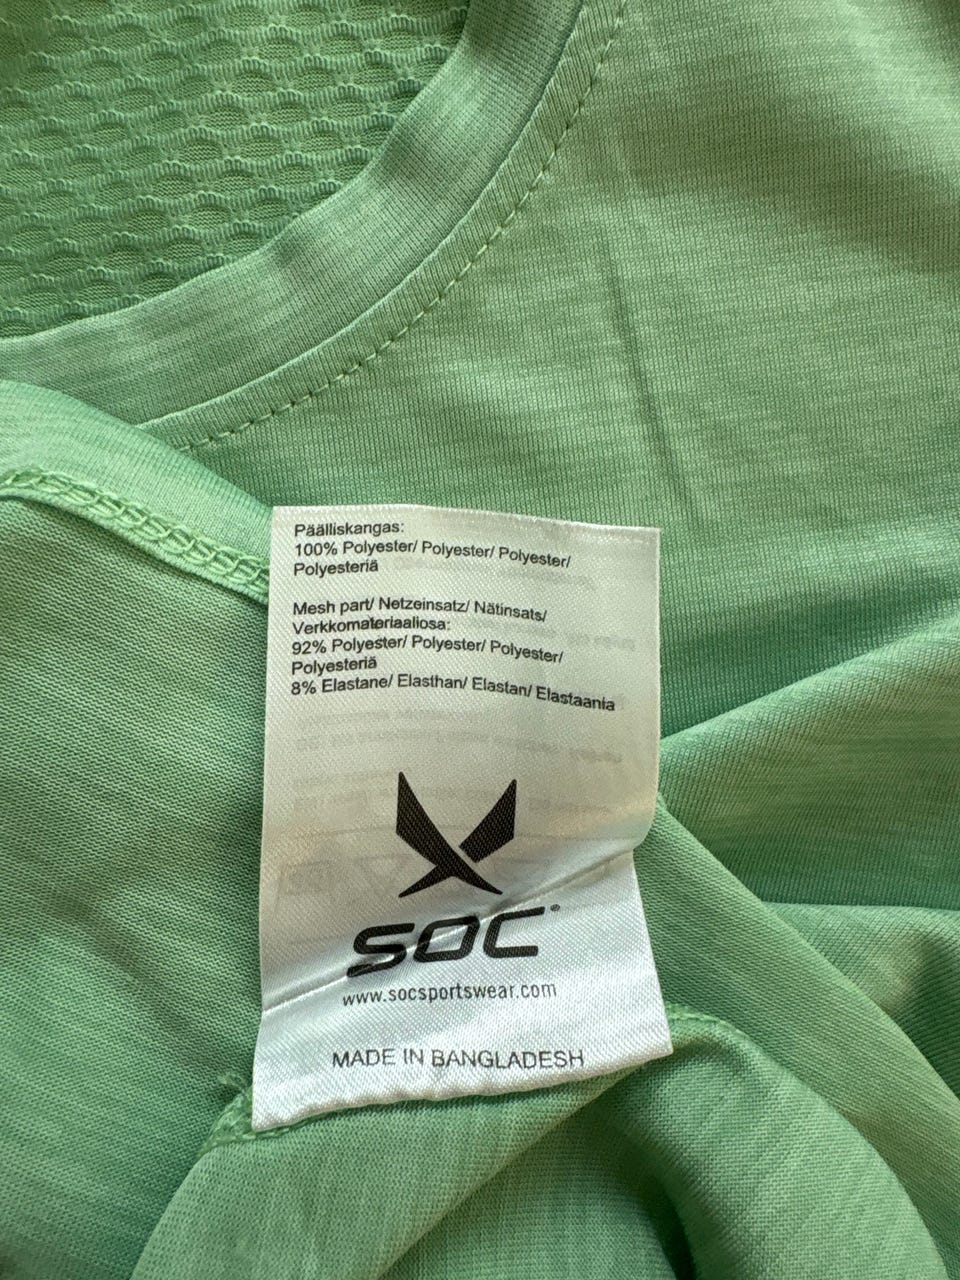 Päälliskangas:
100% Polyester/ Polyester/ Polyester/
Polyesteriä
Mesh part/ Netzeinsatz/ Nätinsats/
Verkkomateriaaliosa:
92% Polyester/ Polyester/ Polyester/
Polyesteriä
8% Elastane/ Elasthan/ Elastan/ Elastaania
SOC®
www.socsportswear.com
MADE IN BANGLADESH